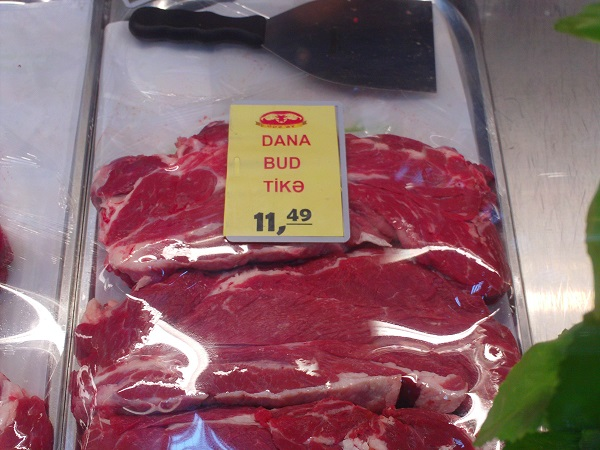 DANA
BUD
TİKƏ
11,49